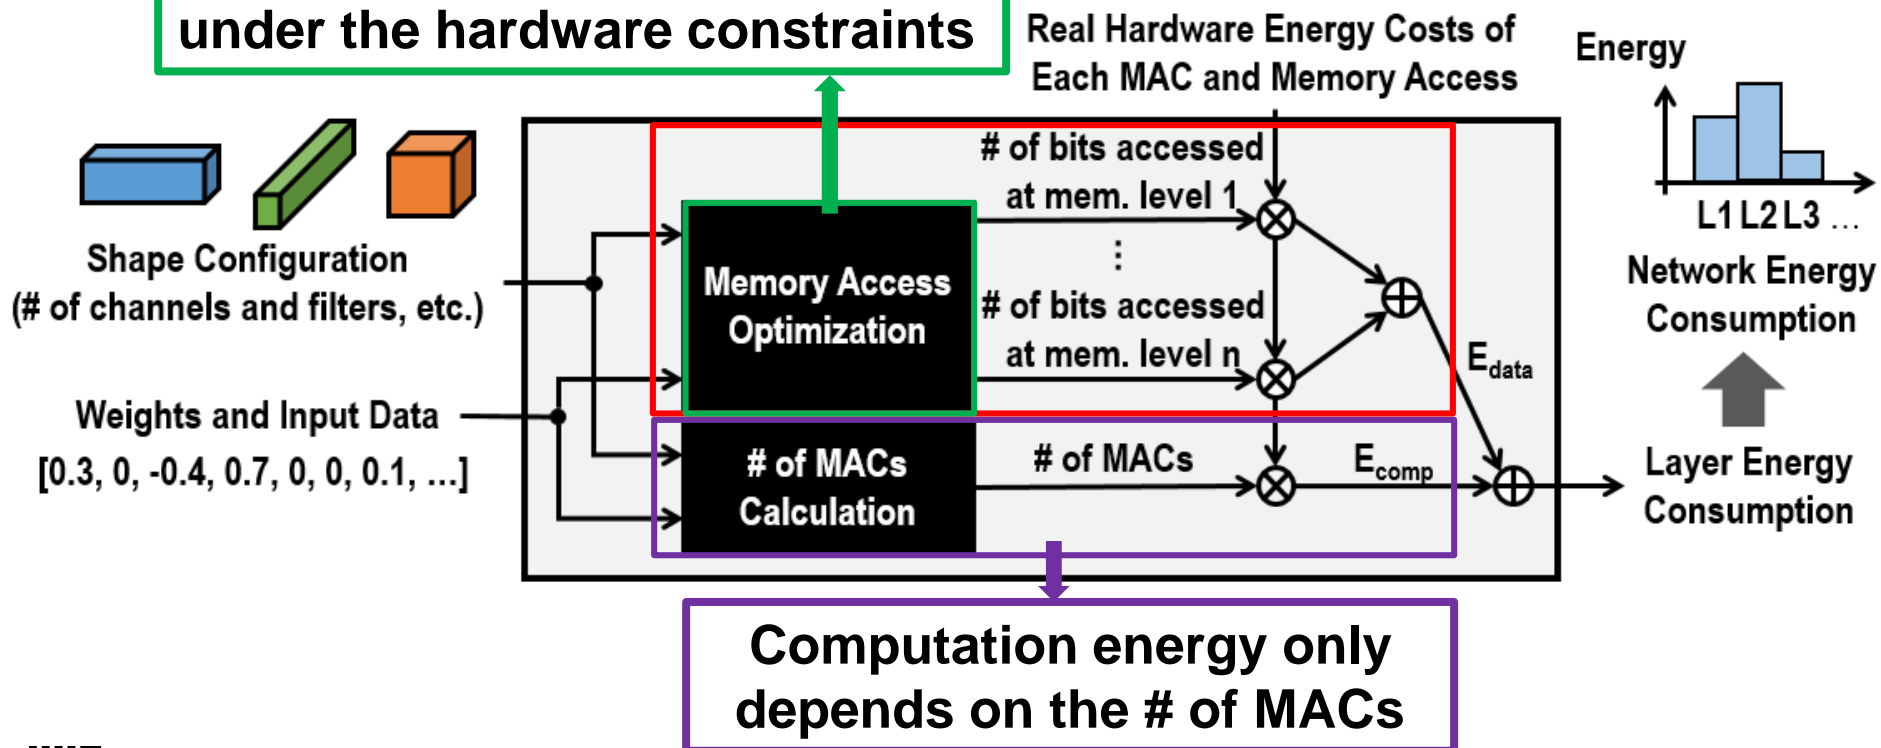 under the hardware constraints
Real Hardware Energy Costs of
Each MAC and Memory Access
Energy
L1 L2 L3 ...
Network Energy
Consumption
Shape Configuration
(# of channels and filters, etc.)
Weights and Input Data
[0.3, 0, -0.4, 0.7, 0, 0, 0.1, ...]
Memory Access
Optimization
# of bits accessed
at mem. level 1
⋮
# of bits accessed
at mem. level n
E_data
# of MACs
Calculation
# of MACs
E_comp
Layer Energy
Consumption
Computation energy only
depends on the # of MACs